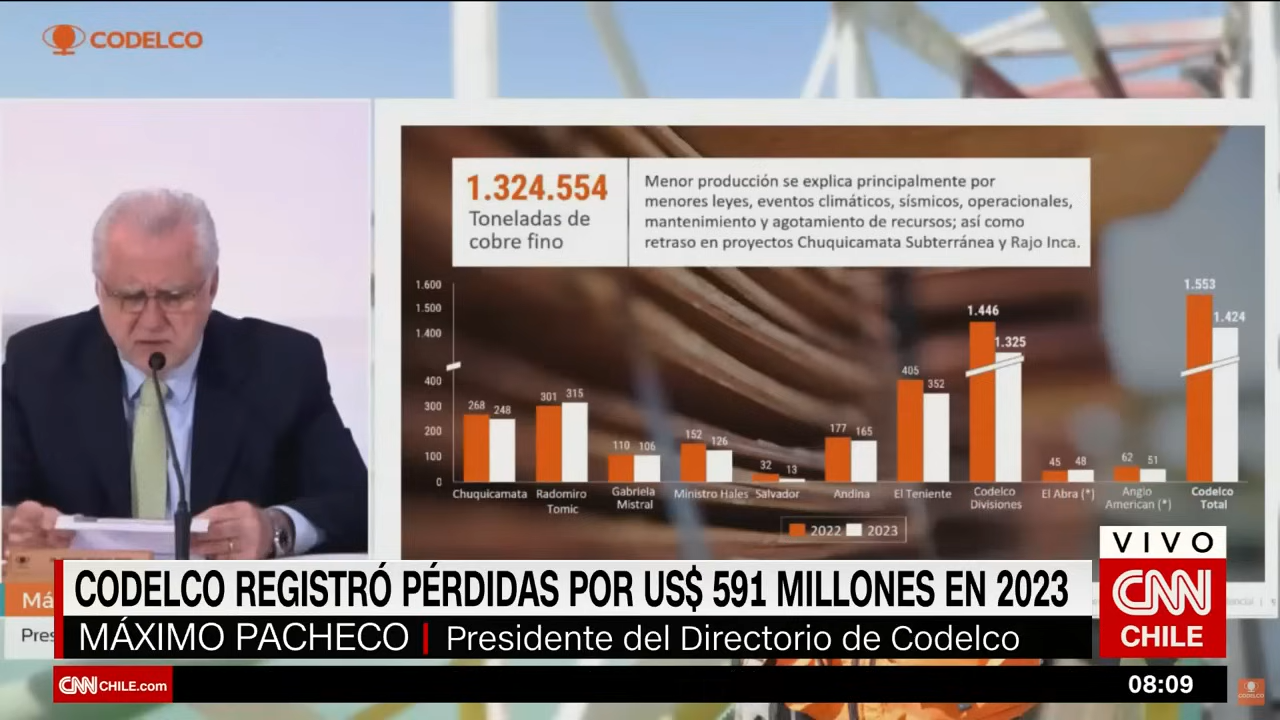 CODELCO
1.324.554
Toneladas de
cobre fino
Menor producción se explica principalmente por
menores leyes, eventos climáticos, sísmicos, operacionales,
mantenimiento y agotamiento de recursos; así como
retraso en proyectos Chuquicamata Subterránea y Rajo Inca.
1.600
1.500
1.400
400
300
200
100
0
268 248
301 315
110 106
152 126
32 13
177 165
405 352
1.446 1.325
45 48
62 51
1.553 1.424
Chuquicamata
Radomiro
Tomic
Gabriela
Mistral
Ministro Hales
Salvador
Andina
El Teniente
Codelco
Divisiones
El Abra (*)
Anglo
American (*)
Codelco
Total
2022 2023
Má
Pres
VIVO
CNN
CHILE
CODELCO REGISTRÓ PÉRDIDAS POR US$ 591 MILLONES EN 2023
MÁXIMO PACHECO | Presidente del Directorio de Codelco
CNNCHILE.com
08:09
CODELCO